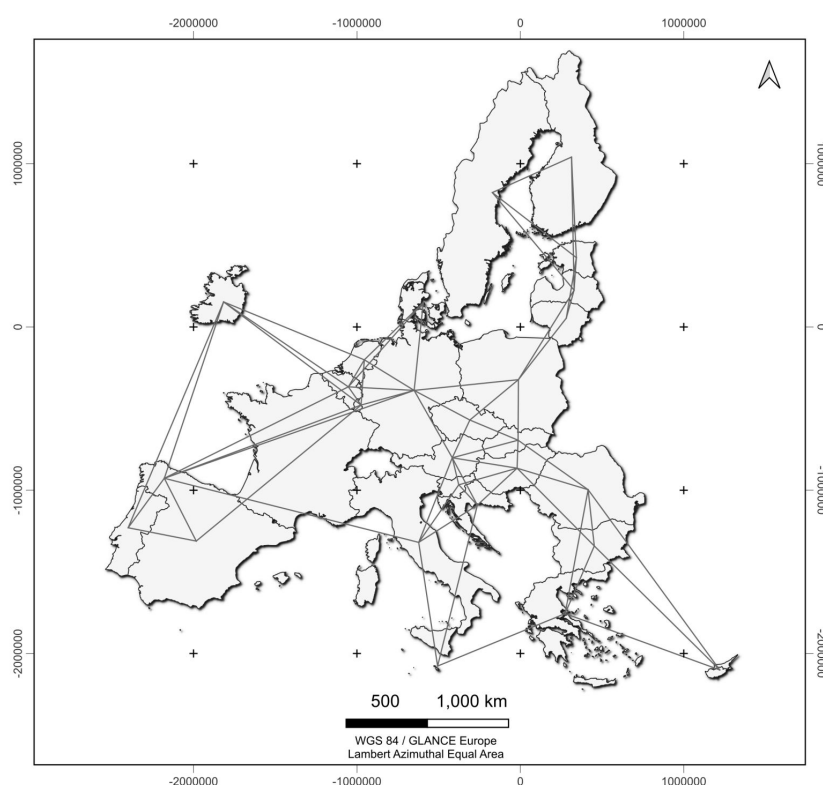 -2000000 -1000000 0 1000000
1000000 1000000
0 0
-1000000 -1000000
-2000000 -2000000
500 1,000 km
WGS 84 / GLANCE Europe
Lambert Azimuthal Equal Area
-2000000 -1000000 0 1000000